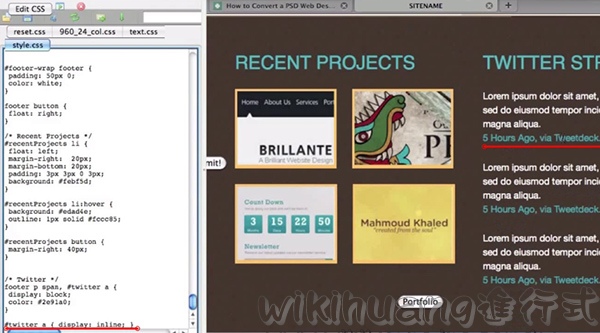 Edit CSS
How to Convert a PSD Web Des...
SITENAME
reset.css 960_24_col.css text.css
style.css
#footer-wrap footer {
padding: 50px 0;
color: white;
}
footer button {
float: right;
}
/* Recent Projects */
#recentProjects li {
float: left;
margin-right: 20px;
margin-bottom: 20px;
padding: 3px 3px 0 3px;
background: #febf5d;
}
#recentProjects li:hover {
background: #edad4e;
outline: 1px solid #fccc85;
}
#recentProjects button {
margin-right: 40px;
}
/* Twitter */
footer p span, #twitter a {
display: block;
color: #2e91a0;
}
#twitter a { display: inline; }
RECENT PROJECTS
Home About Us Services Port
BRILLANTE
A Brilliant Website Design
mit!
Count Down
3 15 22 50
Newsletter
Mahmoud Khaled
"created from the soul"
Portfolio
TWITTER STR
Lorem ipsum dolor sit amet,
sed do eiusmod tempor incid
magna aliqua.
5 Hours Ago, via Tweetdeck.
Lorem ipsum dolor sit amet,
sed do eiusmod tempor incid
magna aliqua.
5 Hours Ago, via Tweetdeck.
Lorem ipsum dolor sit amet,
sed do eiusmod tempor incid
magna aliqua.
5 Hours Ago, via Tweetdeck.
wikihuang進行式